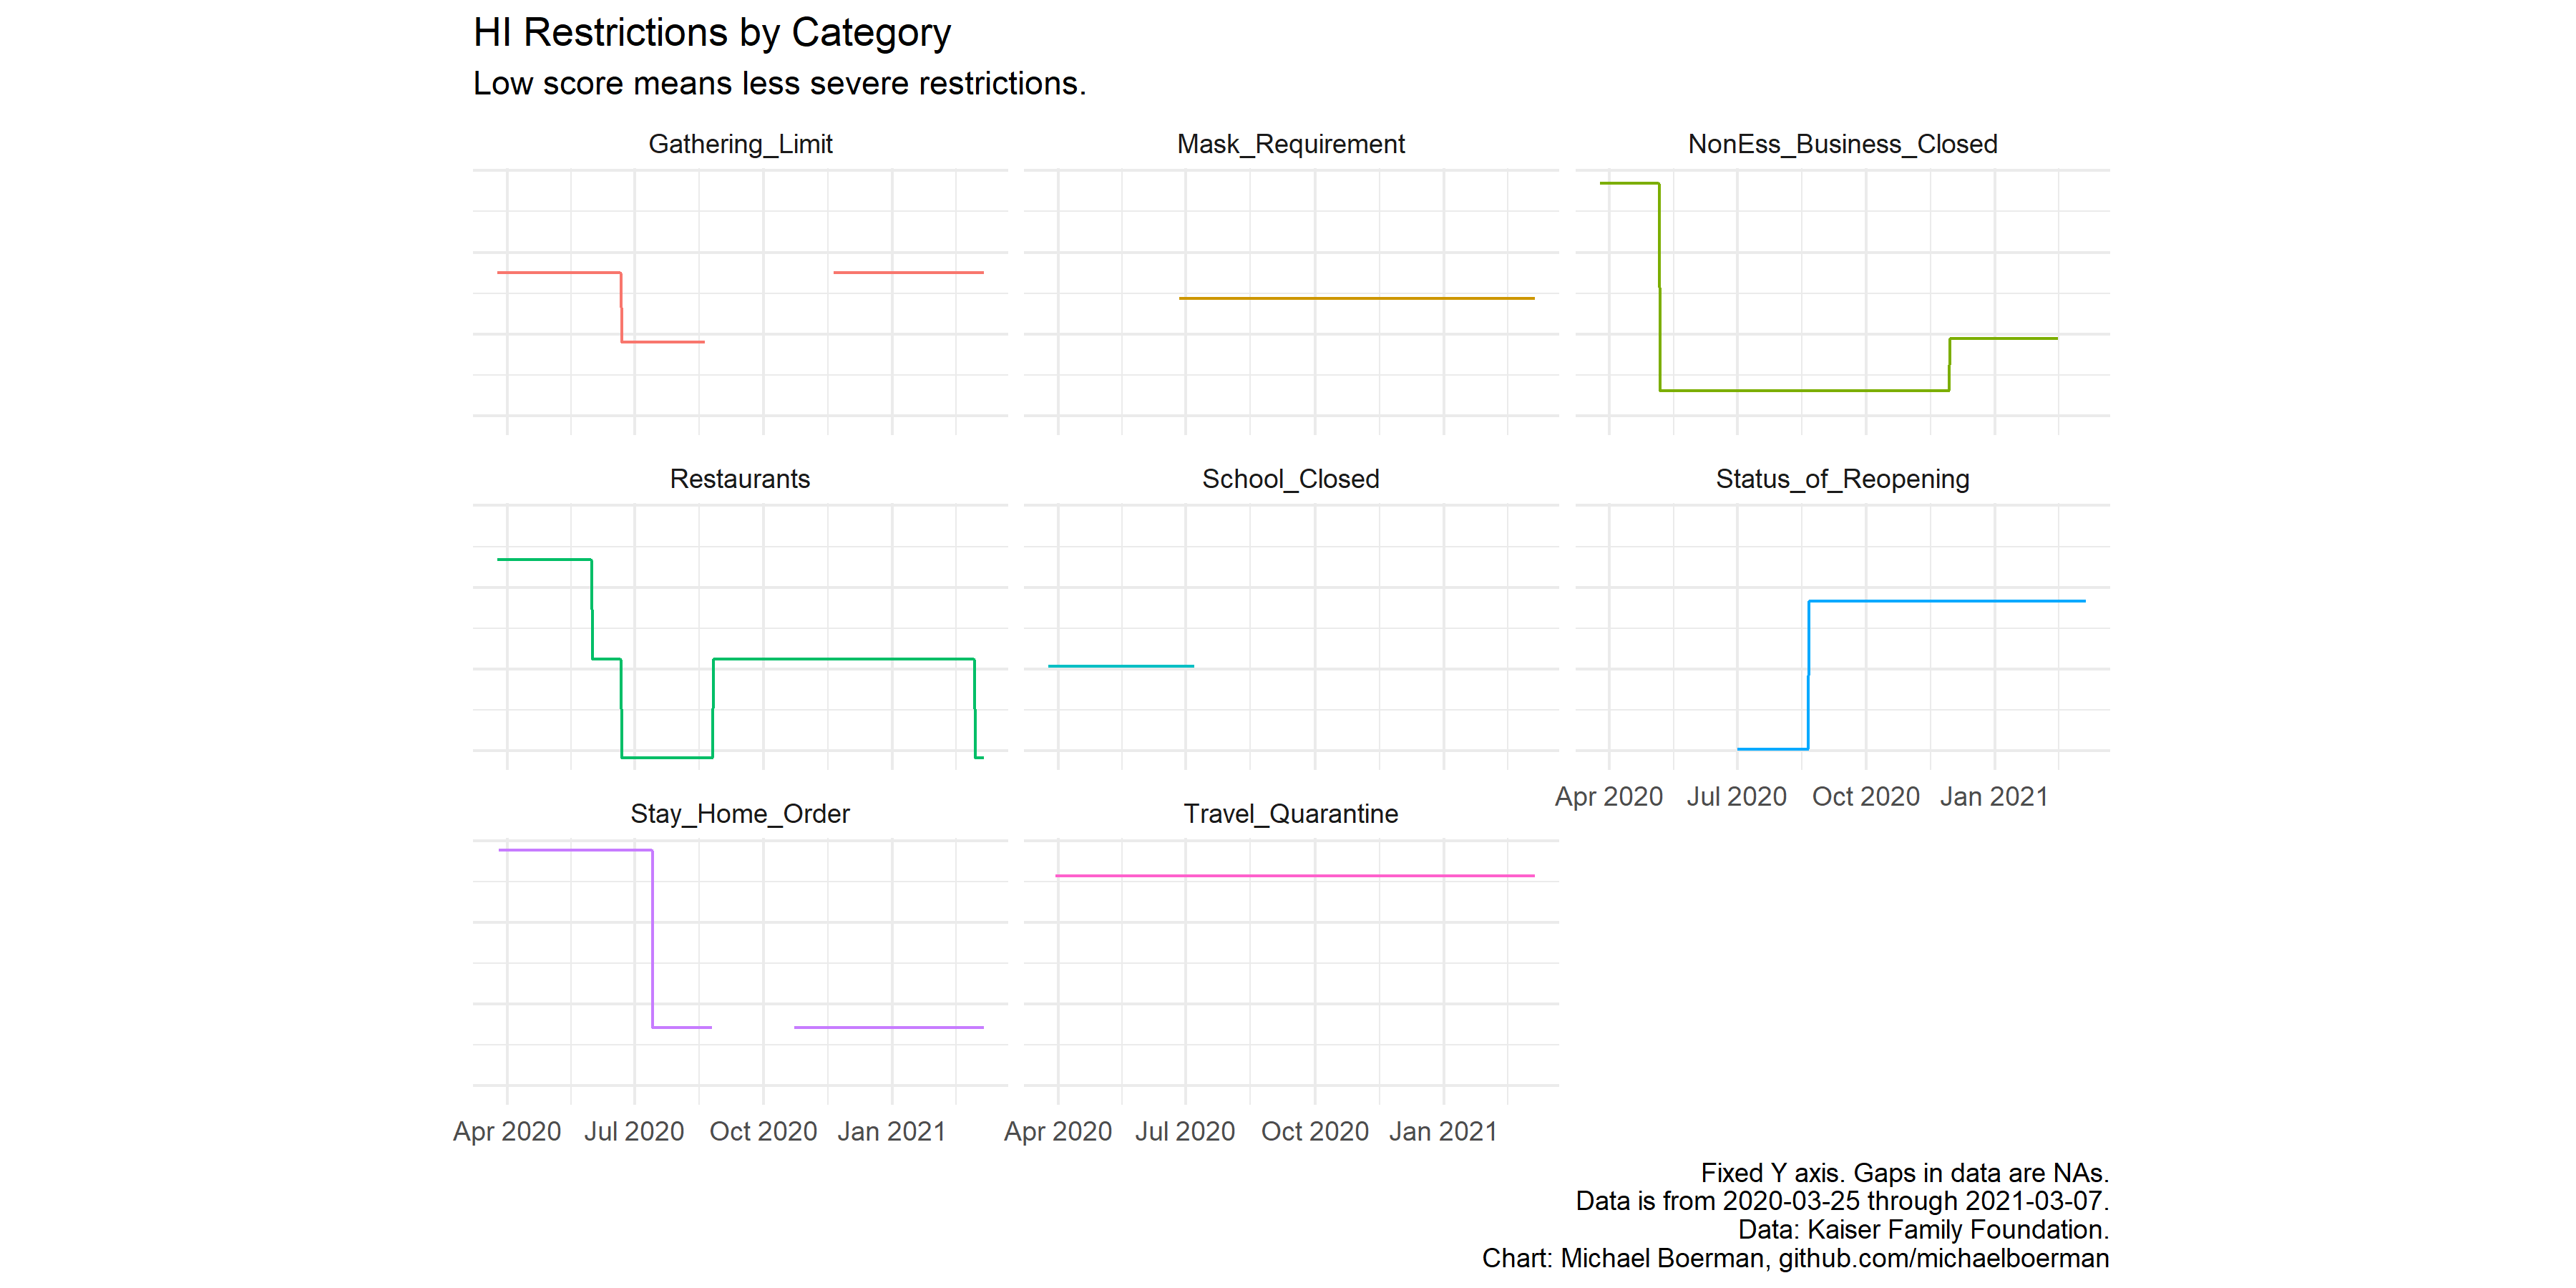 HI Restrictions by Category
Low score means less severe restrictions.
Gathering_Limit
Mask_Requirement
NonEss_Business_Closed
Restaurants
School_Closed
Status_of_Reopening
Apr 2020 Jul 2020 Oct 2020 Jan 2021
Stay_Home_Order
Travel_Quarantine
Apr 2020 Jul 2020 Oct 2020 Jan 2021
Apr 2020 Jul 2020 Oct 2020 Jan 2021
Fixed Y axis. Gaps in data are NAs.
Data is from 2020-03-25 through 2021-03-07.
Data: Kaiser Family Foundation.
Chart: Michael Boerman, github.com/michaelboerman